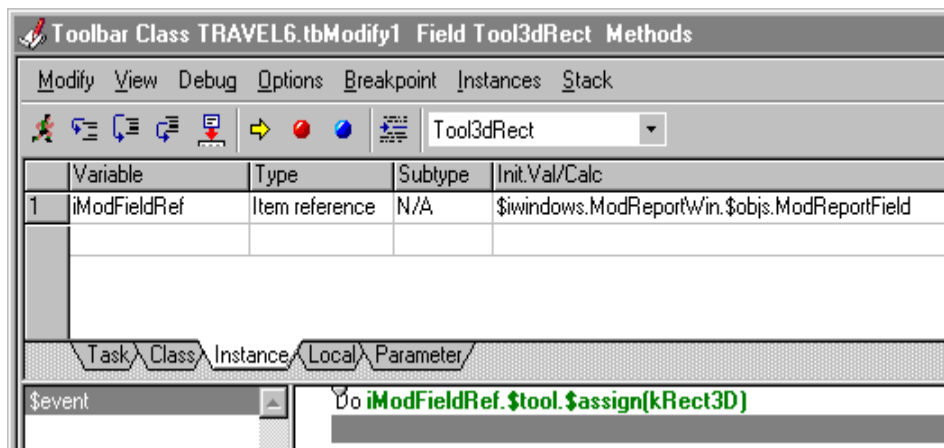 Toolbar Class TRAVEL6.tbModify1 Field Tool3dRect Methods
Modify View Debug Options Breakpoint Instances Stack
Tool3dRect
Variable Type Subtype Init.Val/Calc
1 iModFieldRef Item reference N/A $iwindows.ModReportWin.$objs.ModReportField
Task Class Instance Local Parameter
$event Do iModFieldRef.$tool.$assign(kRect3D)